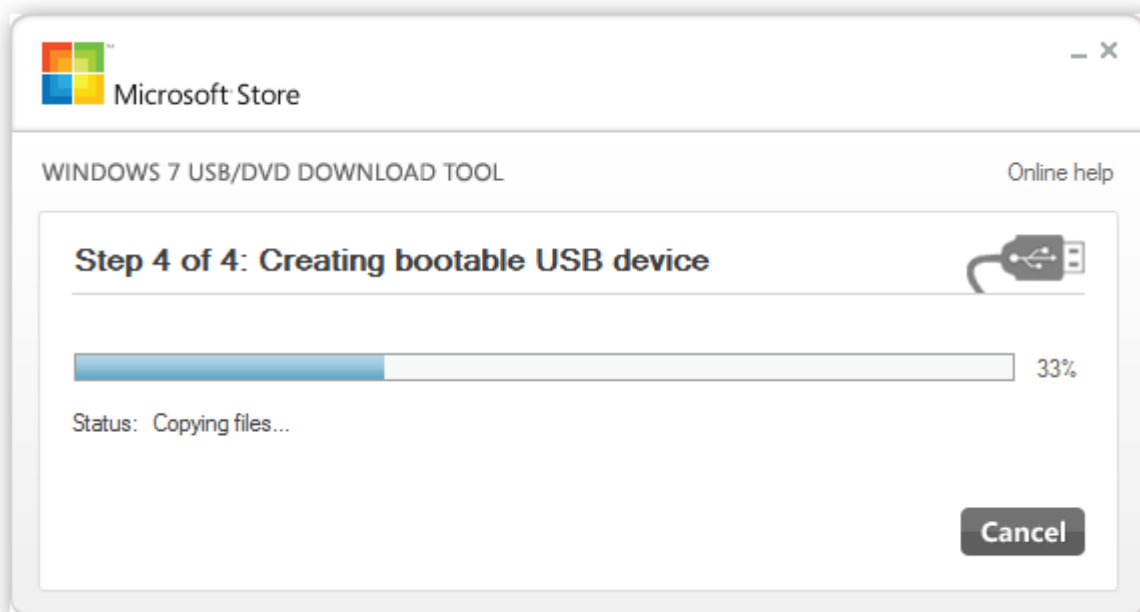 Microsoft Store
WINDOWS 7 USB/DVD DOWNLOAD TOOL
Online help
Step 4 of 4: Creating bootable USB device
33%
Status: Copying files...
Cancel